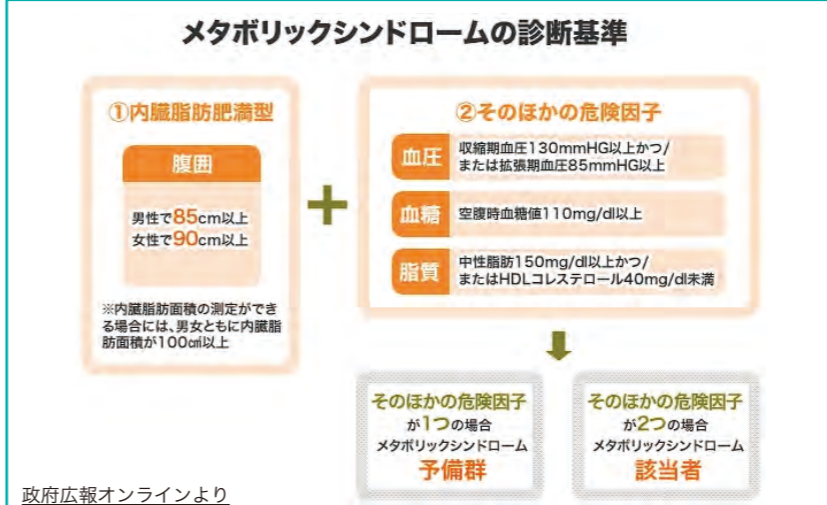 メタボリックシンドロームの診断基準
①内臓脂肪肥満型
腹囲
男性で85cm以上
女性で90cm以上
※内臓脂肪面積の測定ができ
る場合には、男女ともに内臓脂
肪面積が100㎠以上
+
②そのほかの危険因子
血圧
収縮期血圧130mmHG以上かつ/
または拡張期血圧85mmHG以上
血糖
空腹時血糖値110mg/dl以上
脂質
中性脂肪150mg/dl以上かつ/
またはHDLコレステロール40mg/dl未満
そのほかの危険因子
が1つの場合
メタボリックシンドローム
予備群
そのほかの危険因子
が2つの場合
メタボリックシンドローム
該当者
政府広報オンラインより